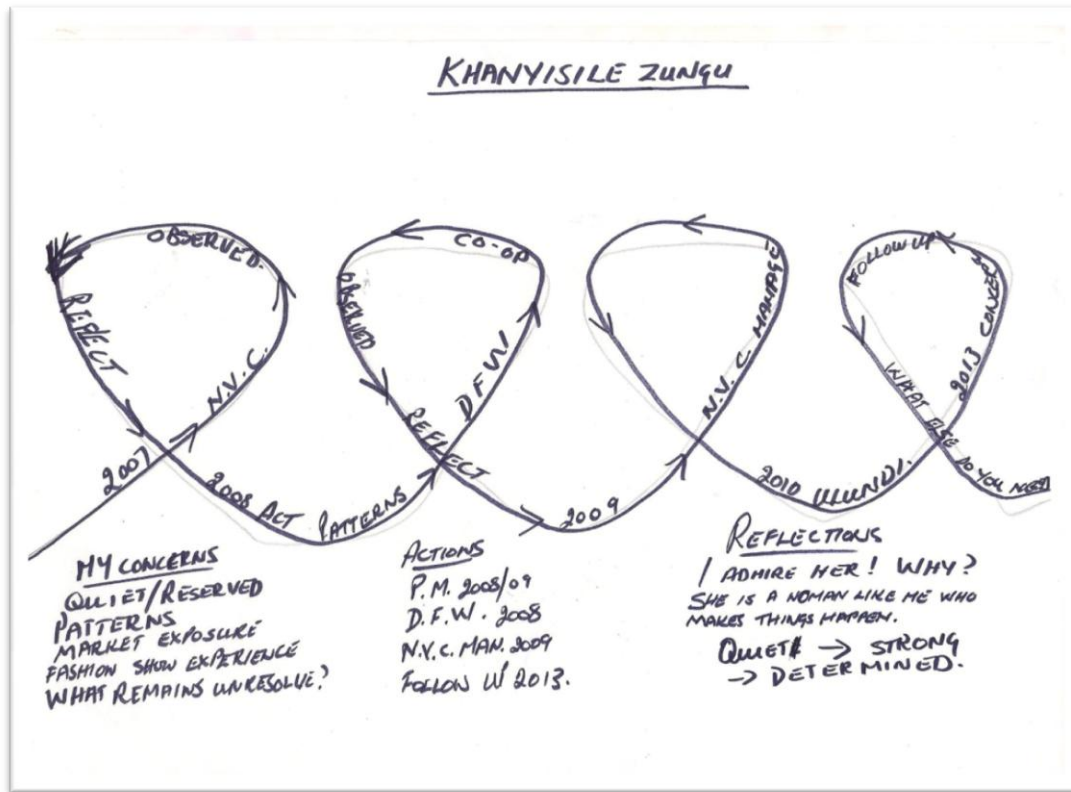 KHANYISILE ZUNGU
2007
N.V.C.
OBSERVED.
REFLECT
2008 ACT PATTERNS
D F W
CO-OP
OBSERVED
REFLECT
2009
N.V.C. MANAGE
2010 ULUNDI.
2013
FOLLOW UP
WHAT ELSE DO YOU NEED
MY CONCERNS
QUIET/RESERVED
PATTERNS
MARKET EXPOSURE
FASHION SHOW EXPERIENCE
WHAT REMAINS UNRESOLVE?
ACTIONS
P.M. 2008/09
D.F.W. 2008
N.V.C. MAN. 2009
FOLLOW U' 2013.
REFLECTIONS
I ADMIRE HER! WHY?
SHE IS A WOMAN LIKE ME WHO
MAKES THINGS HAPPEN.
QUIET → STRONG
→ DETERMINED.